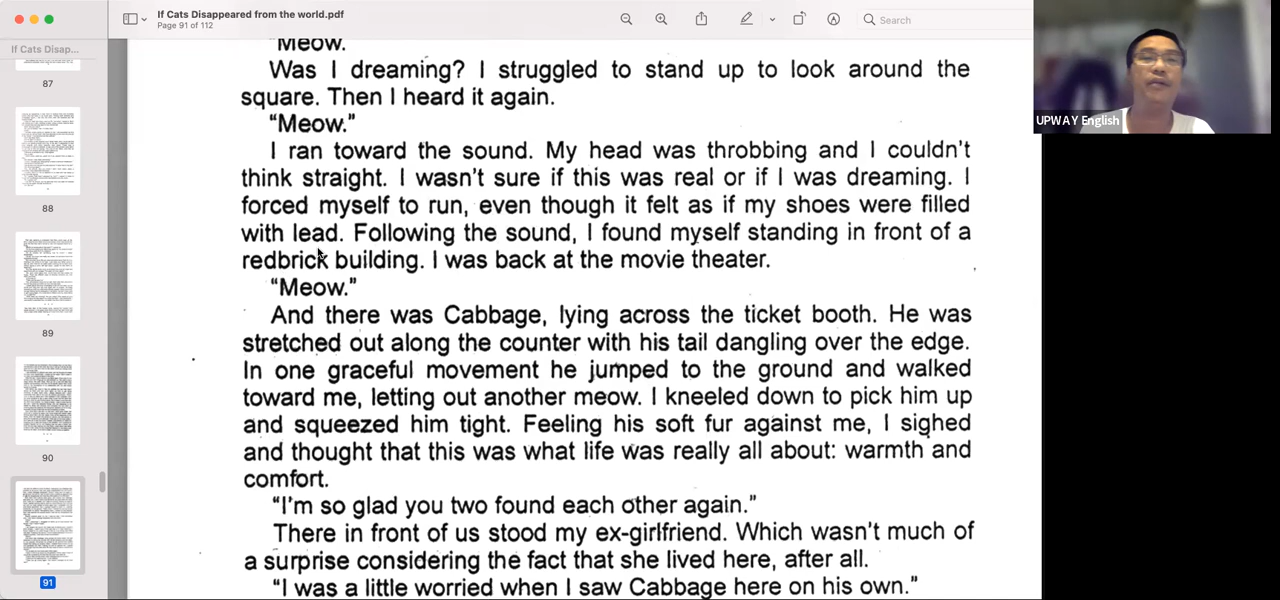 If Cats Disappeared from the world.pdf
Page 91 of 112
Search
If Cats Disap...
87
88
89
90
91
"Meow.
Was I dreaming? I struggled to stand up to look around the
square. Then I heard it again.
"Meow."
I ran toward the sound. My head was throbbing and I couldn't
think straight. I wasn't sure if this was real or if I was dreaming. I
forced myself to run, even though it felt as if my shoes were filled
with lead. Following the sound, I found myself standing in front of a
redbrick building. I was back at the movie theater.
"Meow."
And there was Cabbage, lying across the ticket booth. He was
stretched out along the counter with his tail dangling over the edge.
In one graceful movement he jumped to the ground and walked
toward me, letting out another meow. I kneeled down to pick him up
and squeezed him tight. Feeling his soft fur against me, I sighed
and thought that this was what life was really all about: warmth and
comfort.
"I'm so glad you two found each other again."
There in front of us stood my ex-girlfriend. Which wasn't much of
a surprise considering the fact that she lived here, after all.
"I was a little worried when I saw Cabbage here on his own."
UPWAY English